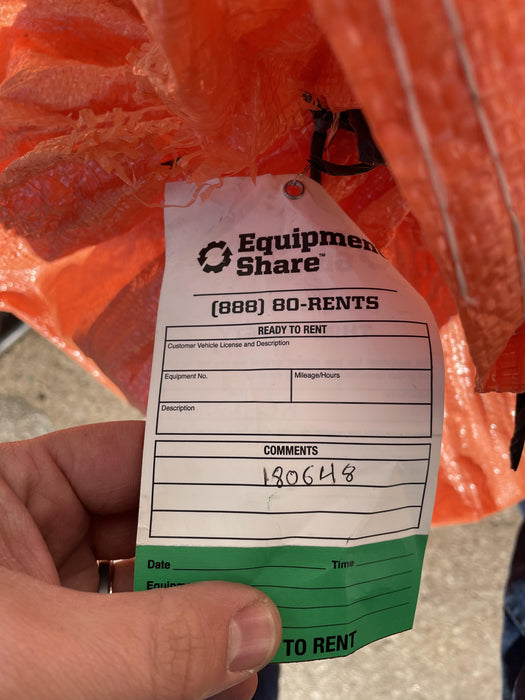 Equipmen
Share™
(888) 80-RENTS
READY TO RENT
Customer Vehicle License and Description
Equipment No.
Mileage/Hours
Description
COMMENTS
180648
Date
Time
TO RENT